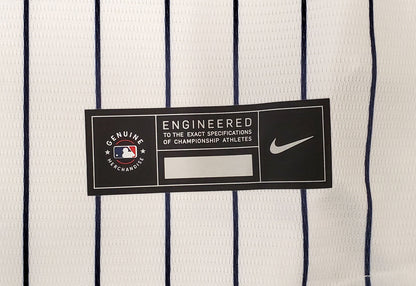 GENUINE
MERCHANDISE
ENGINEERED
TO THE EXACT SPECIFICATIONS
OF CHAMPIONSHIP ATHLETES